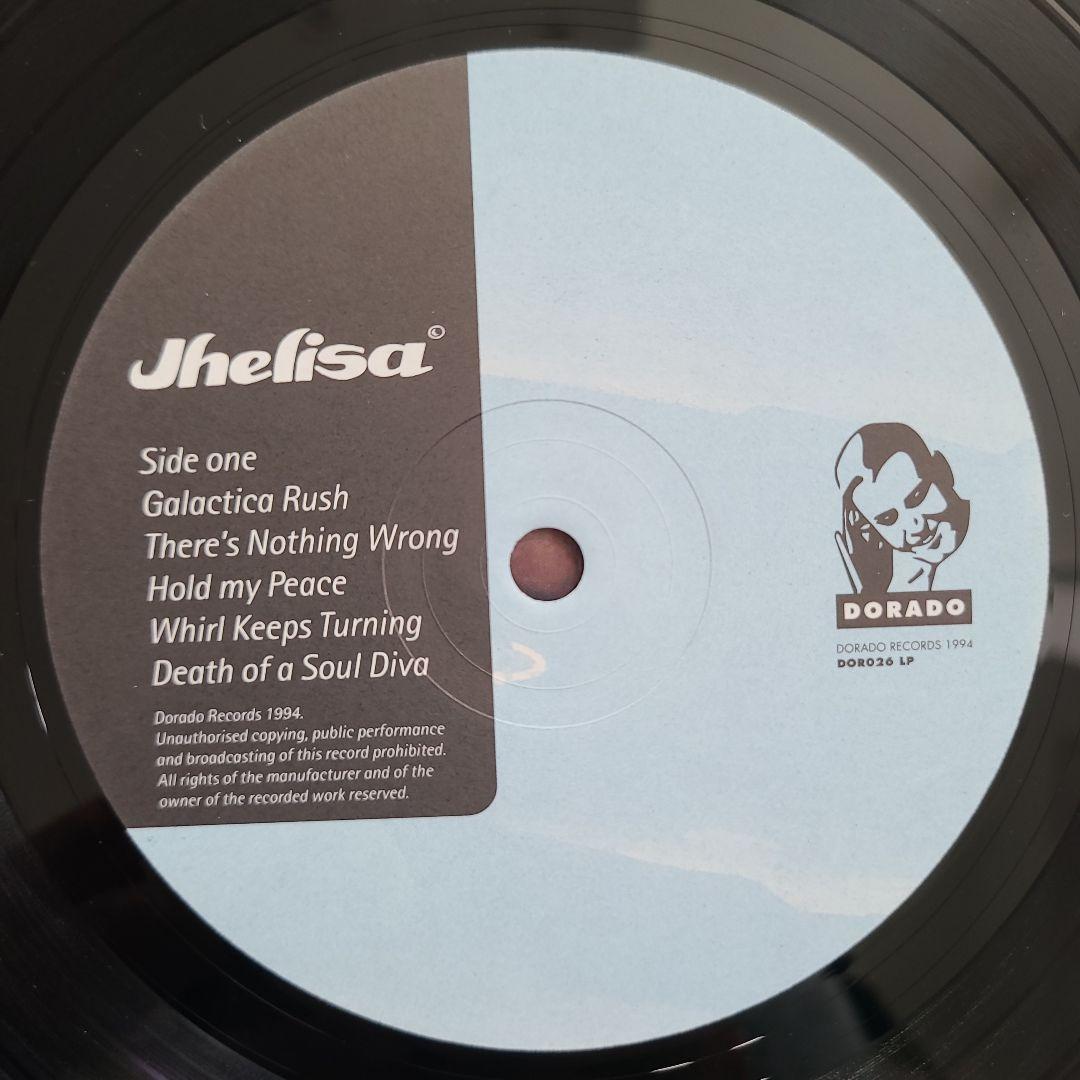 Jhelisa©
Side one
Galactica Rush
There's Nothing Wrong
Hold my Peace
Whirl Keeps Turning
Death of a Soul Diva
Dorado Records 1994.
Unauthorised copying, public performance
and broadcasting of this record prohibited.
All rights of the manufacturer and of the
owner of the recorded work reserved.
DORADO
DORADO RECORDS 1994
DOR026 LP